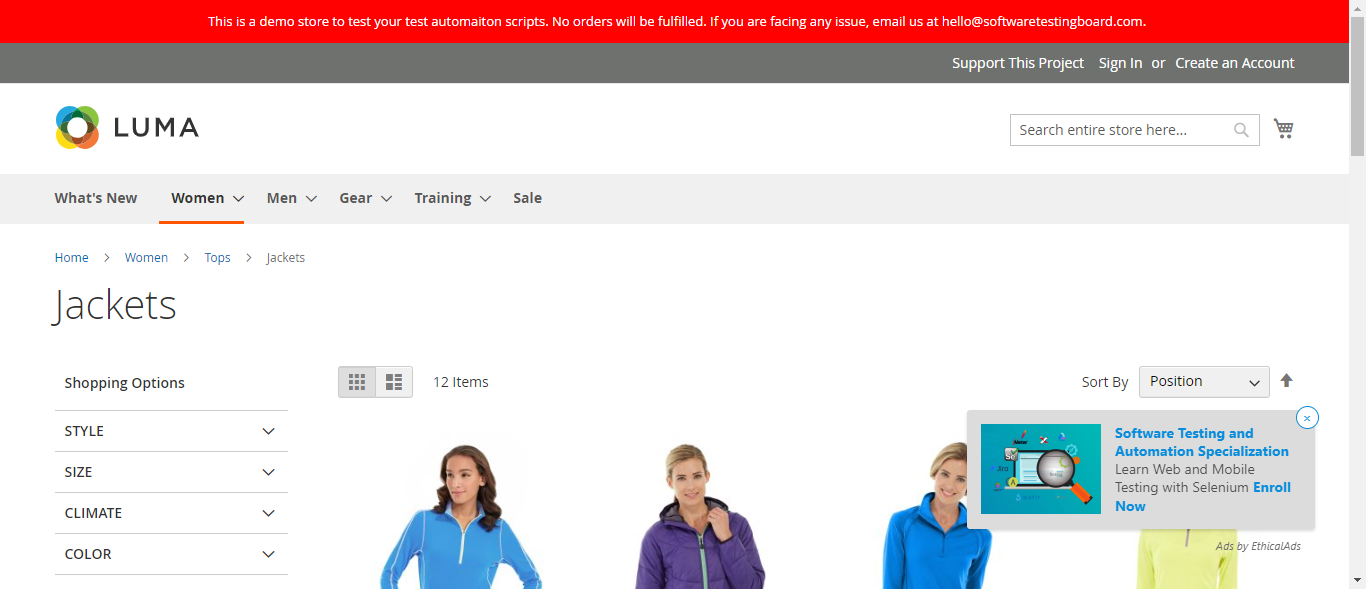 This is a demo store to test your test automaiton scripts. No orders will be fulfilled. If you are facing any issue, email us at hello@softwaretestingboard.com.
Support This Project Sign In or Create an Account
LUMA
Search entire store here...
What's New Women Men Gear Training Sale
Home Women Tops Jackets
Jackets
Shopping Options
12 Items
Sort By Position
STYLE
SIZE
CLIMATE
COLOR
Software Testing and
Automation Specialization
Learn Web and Mobile
Testing with Selenium Enroll
Now
Ads by EthicalAds